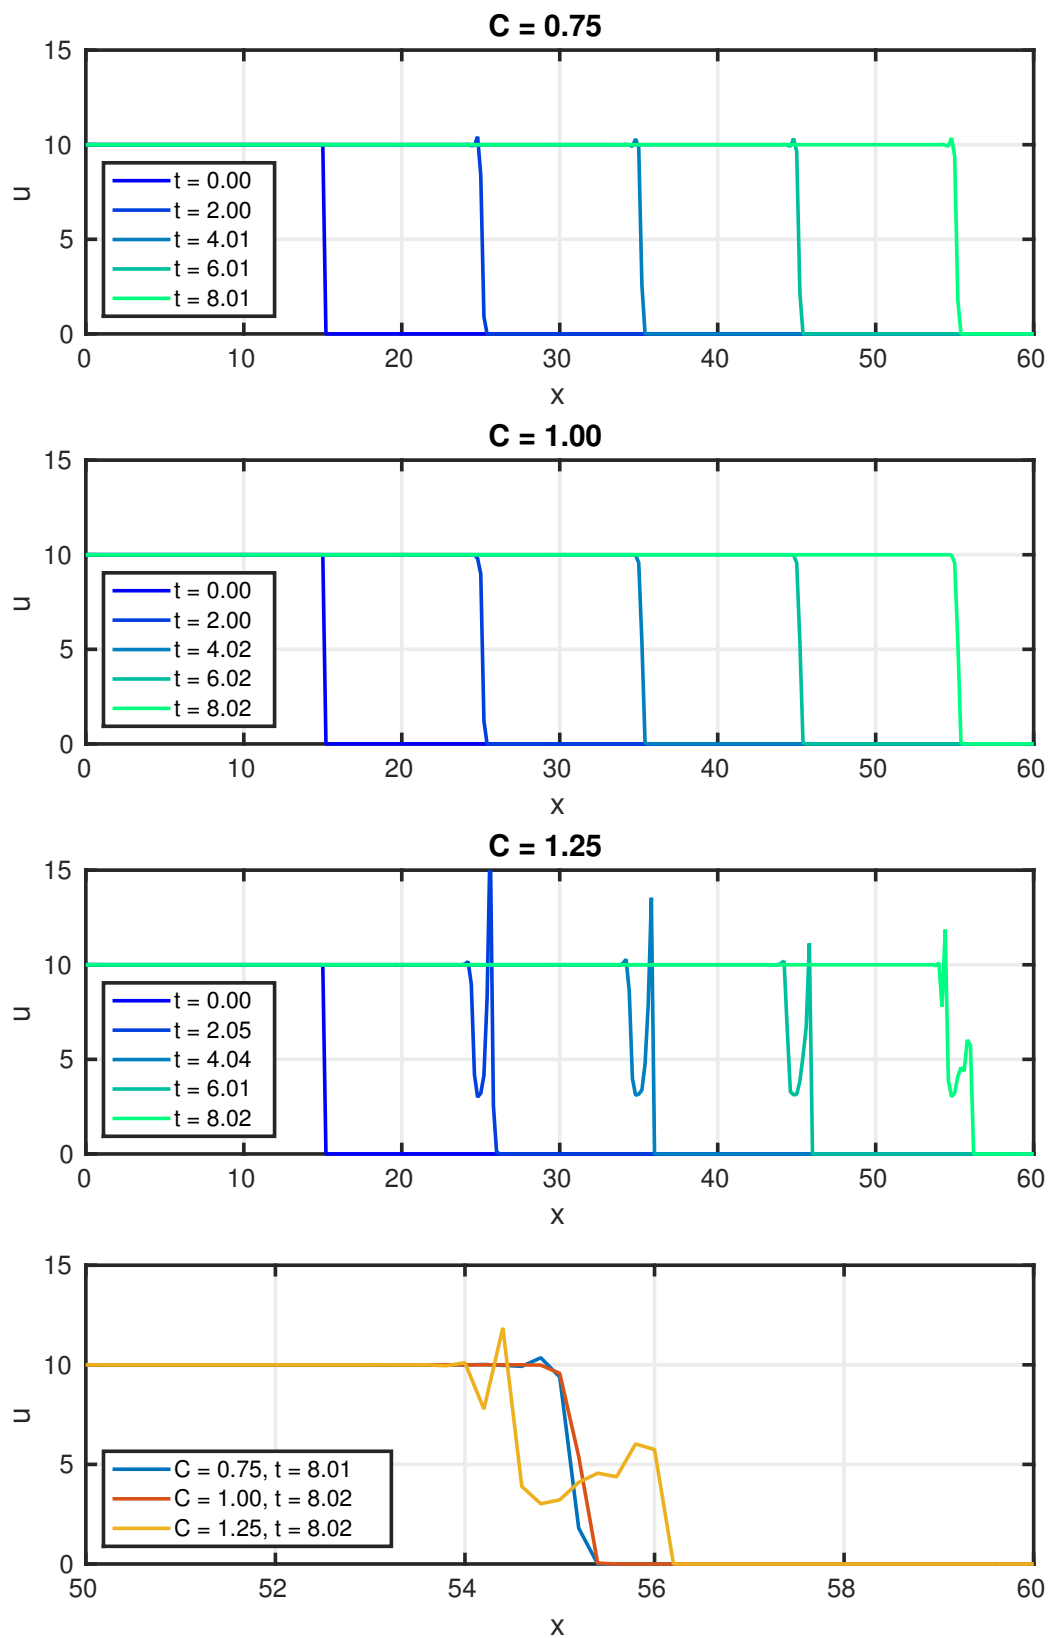 C = 0.75
15
10
5
0
u
t = 0.00
t = 2.00
t = 4.01
t = 6.01
t = 8.01
0 10 20 30 40 50 60
x
C = 1.00
15
10
5
0
u
t = 0.00
t = 2.00
t = 4.02
t = 6.02
t = 8.02
0 10 20 30 40 50 60
x
C = 1.25
15
10
5
0
u
t = 0.00
t = 2.05
t = 4.04
t = 6.01
t = 8.02
0 10 20 30 40 50 60
x
15
10
5
0
u
C = 0.75, t = 8.01
C = 1.00, t = 8.02
C = 1.25, t = 8.02
50 52 54 56 58 60
x